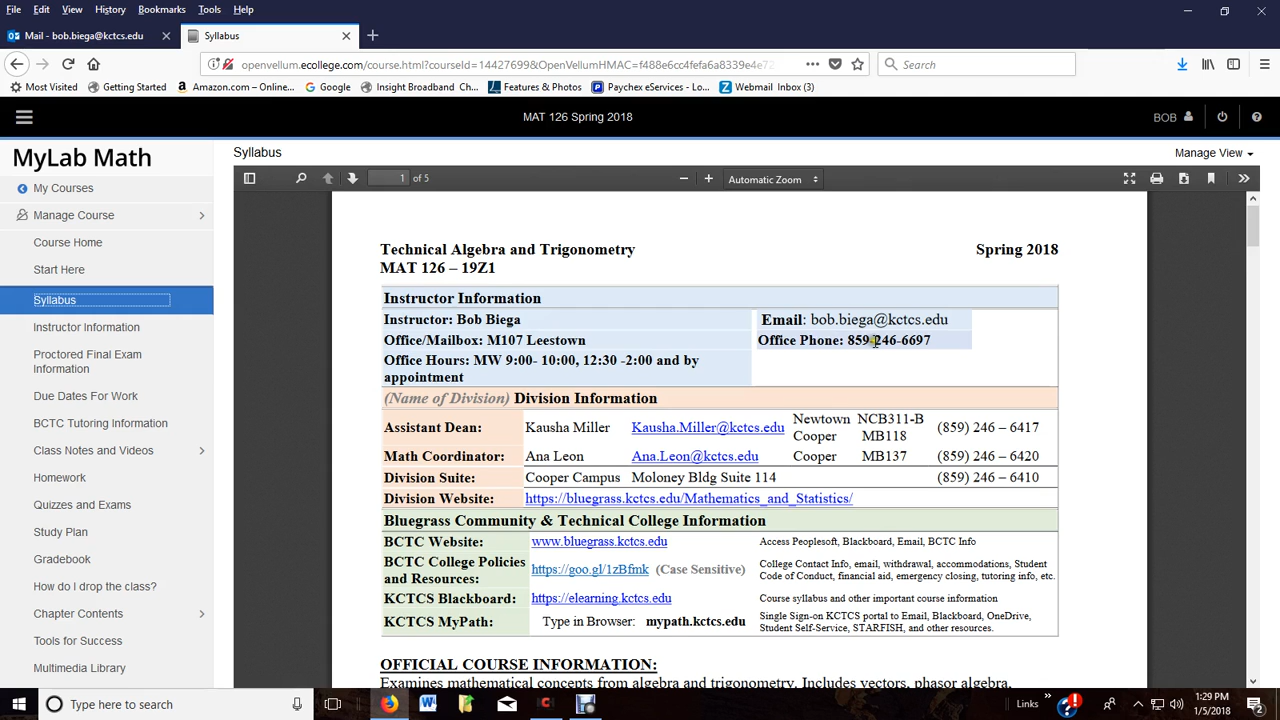 File Edit View History Bookmarks Tools Help
Mail - bob.biega@kctcs.edu × Syllabus × +
openvellum.ecollege.com/course.html?courseId=14427699&OpenVellumHMAC=f488e6cc4fefa6a8339e4e72 Search
Most Visited Getting Started Amazon.com – Online... Google Insight Broadband Ch... Features & Photos Paychex eServices - Lo... Webmail Inbox (3)
MAT 126 Spring 2018 BOB
MyLab Math
Syllabus Manage View
My Courses
Manage Course
Course Home
Start Here
Syllabus
Instructor Information
Proctored Final Exam
Information
Due Dates For Work
BCTC Tutoring Information
Class Notes and Videos
Homework
Quizzes and Exams
Study Plan
Gradebook
How do I drop the class?
Chapter Contents
Tools for Success
Multimedia Library
1 of 5 Automatic Zoom
Technical Algebra and Trigonometry Spring 2018
MAT 126 – 19Z1
Instructor Information
Instructor: Bob Biega Email: bob.biega@kctcs.edu
Office/Mailbox: M107 Leestown Office Phone: 859-246-6697
Office Hours: MW 9:00- 10:00, 12:30 -2:00 and by
appointment
(Name of Division) Division Information
Assistant Dean: Kausha Miller Kausha.Miller@kctcs.edu Newtown NCB311-B (859) 246 – 6417
Cooper MB118
Math Coordinator: Ana Leon Ana.Leon@kctcs.edu Cooper MB137 (859) 246 – 6420
Division Suite: Cooper Campus Moloney Bldg Suite 114 (859) 246 – 6410
Division Website: https://bluegrass.kctcs.edu/Mathematics_and_Statistics/
Bluegrass Community & Technical College Information
BCTC Website: www.bluegrass.kctcs.edu Access Peoplesoft, Blackboard, Email, BCTC Info
BCTC College Policies
and Resources: https://goo.gl/1zBfmk (Case Sensitive) College Contact Info, email, withdrawal, accommodations, Student
Code of Conduct, financial aid, emergency closing, tutoring info, etc.
KCTCS Blackboard: https://elearning.kctcs.edu Course syllabus and other important course information
KCTCS MyPath: Type in Browser: mypath.kctcs.edu Single Sign-on KCTCS portal to Email, Blackboard, OneDrive,
Student Self-Service, STARFISH, and other resources.
OFFICIAL COURSE INFORMATION:
Examines mathematical concepts from algebra and trigonometry. Includes vectors, phasor algebra,
Type here to search Links 1:29 PM
1/5/2018